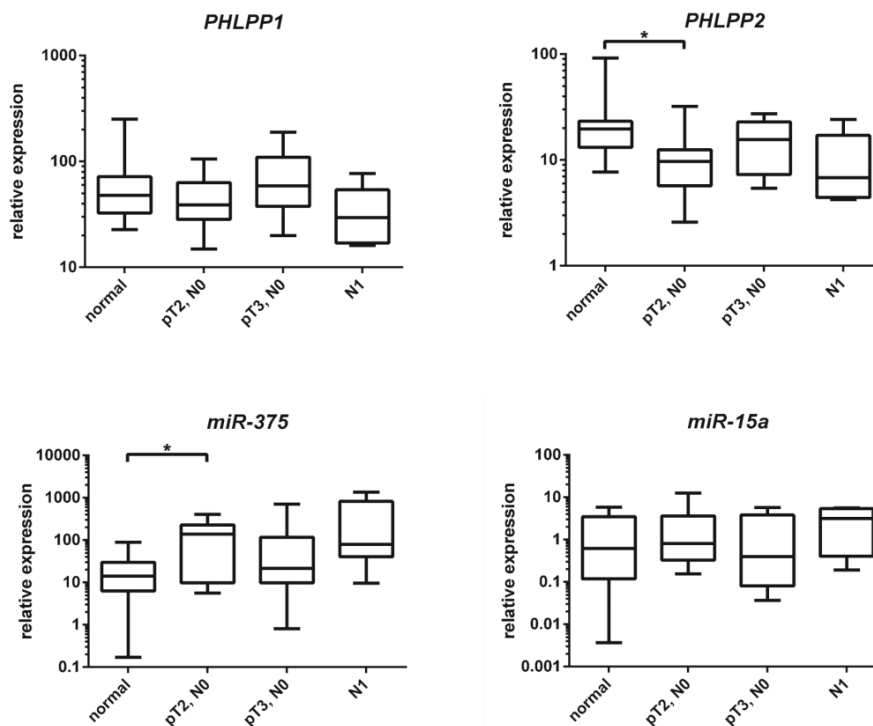 PHLPP1
relative expression
1000
100
10
normal
pT2, N0
pT3, N0
N1
PHLPP2
relative expression
100
10
1
*
normal
pT2, N0
pT3, N0
N1
miR-375
relative expression
10000
1000
100
10
1
0.1
*
normal
pT2, N0
pT3, N0
N1
miR-15a
relative expression
100
10
1
0.1
0.01
0.001
normal
pT2, N0
pT3, N0
N1